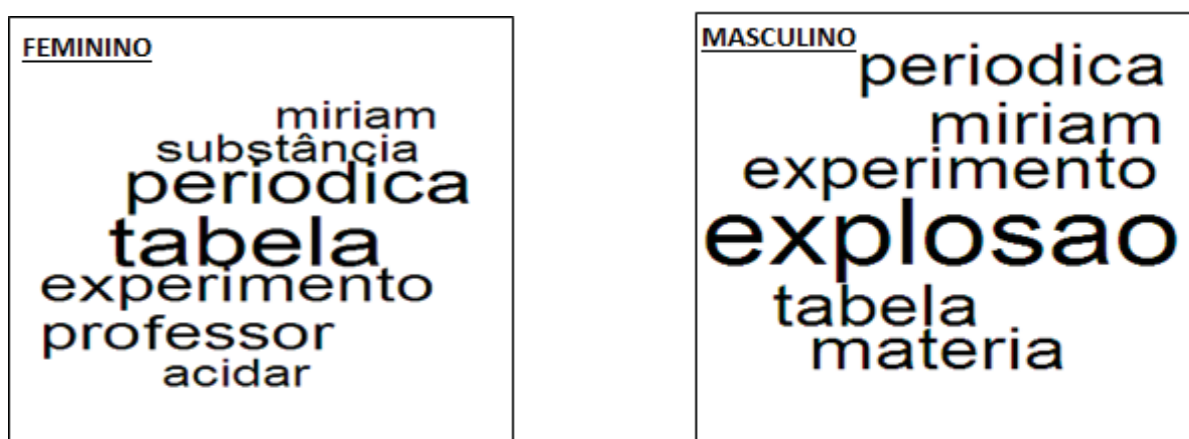 FEMININO
miriam
substância
periodica
tabela
experimento
professor
acidar
MASCULINO
periodica
miriam
experimento
explosao
tabela
materia